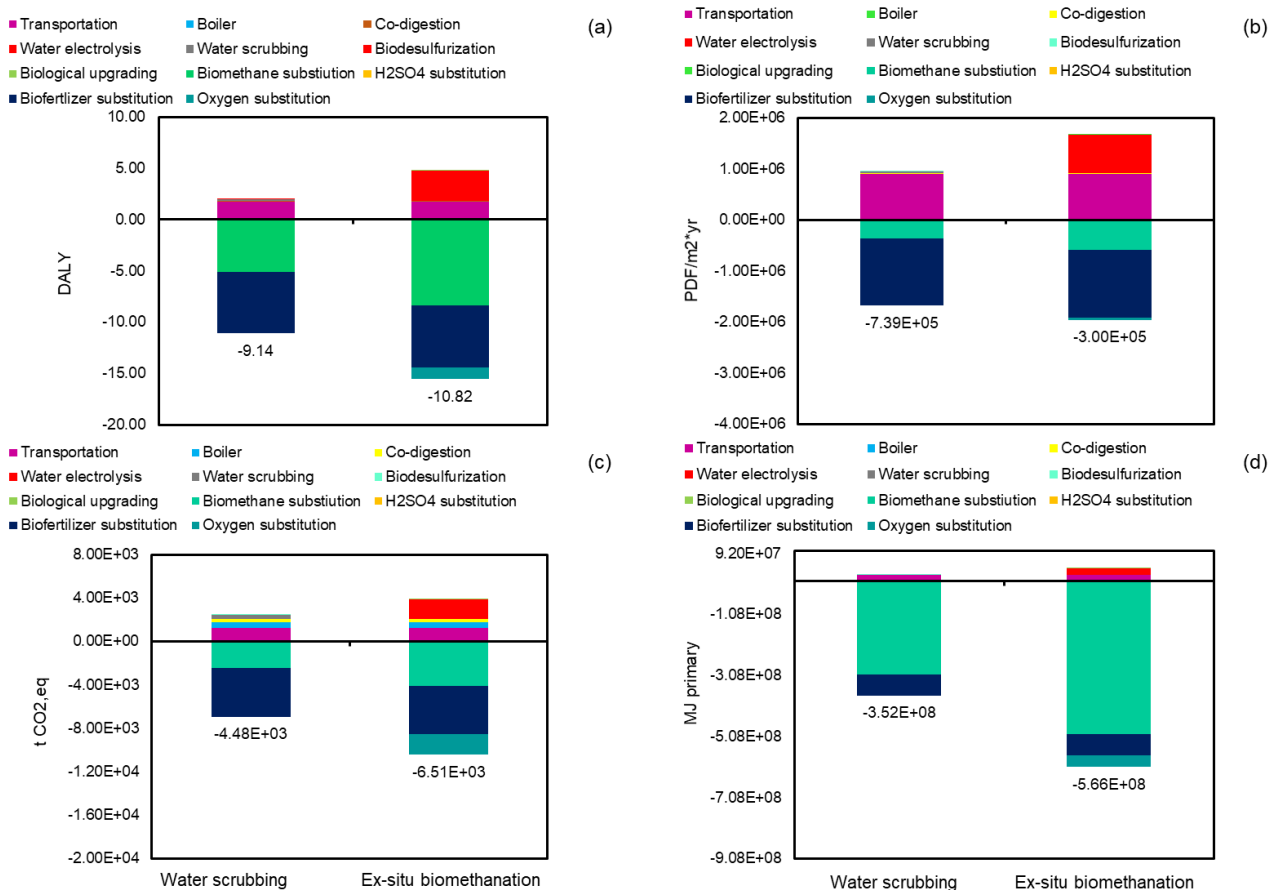 Transportation Boiler Co-digestion
(a)
Water electrolysis Water scrubbing Biodesulfurization
Biological upgrading Biomethane substiution H2SO4 substitution
Biofertlizer substitution Oxygen substitution
10.00
5.00
0.00
-5.00
-10.00
-15.00
-20.00
DALY
-9.14
-10.82
Transportation Boiler Co-digestion
(b)
Water electrolysis Water scrubbing Biodesulfurization
Biological upgrading Biomethane substiution H2SO4 substitution
Biofertlizer substitution Oxygen substitution
2.00E+06
1.00E+06
0.00E+00
-1.00E+06
-2.00E+06
-3.00E+06
-4.00E+06
PDF/m2*yr
-7.39E+05
-3.00E+05
Transportation Boiler Co-digestion
(c)
Water electrolysis Water scrubbing Biodesulfurization
Biological upgrading Biomethane substiution H2SO4 substitution
Biofertlizer substitution Oxygen substitution
8.00E+03
4.00E+03
0.00E+00
-4.00E+03
-8.00E+03
-1.20E+04
-1.60E+04
-2.00E+04
t CO2,eq
-4.48E+03
-6.51E+03
Water scrubbing Ex-situ biomethanation
Transportation Boiler Co-digestion
(d)
Water electrolysis Water scrubbing Biodesulfurization
Biological upgrading Biomethane substiution H2SO4 substitution
Biofertlizer substitution Oxygen substitution
9.20E+07
-1.08E+08
-3.08E+08
-5.08E+08
-7.08E+08
-9.08E+08
MJ primary
-3.52E+08
-5.66E+08
Water scrubbing Ex-situ biomethanation